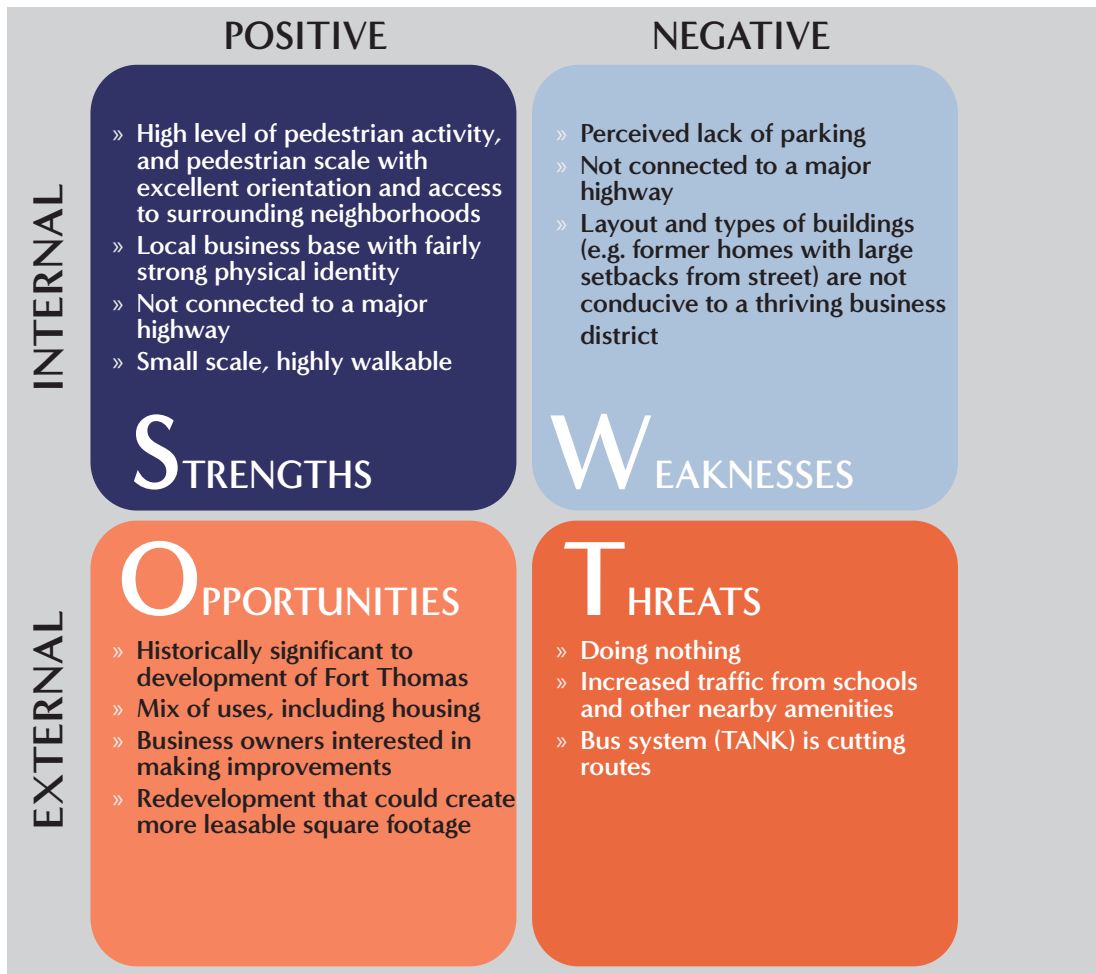 POSITIVE
NEGATIVE
INTERNAL
» High level of pedestrian activity,
and pedestrian scale with
excellent orientation and access
to surrounding neighborhoods
» Local business base with fairly
strong physical identity
» Not connected to a major
highway
» Small scale, highly walkable
STRENGTHS
» Perceived lack of parking
» Not connected to a major
highway
» Layout and types of buildings
(e.g. former homes with large
setbacks from street) are not
conducive to a thriving business
district
WEAKNESSES
EXTERNAL
OPPORTUNITIES
» Historically significant to
development of Fort Thomas
» Mix of uses, including housing
» Business owners interested in
making improvements
» Redevelopment that could create
more leasable square footage
THREATS
» Doing nothing
» Increased traffic from schools
and other nearby amenities
» Bus system (TANK) is cutting
routes